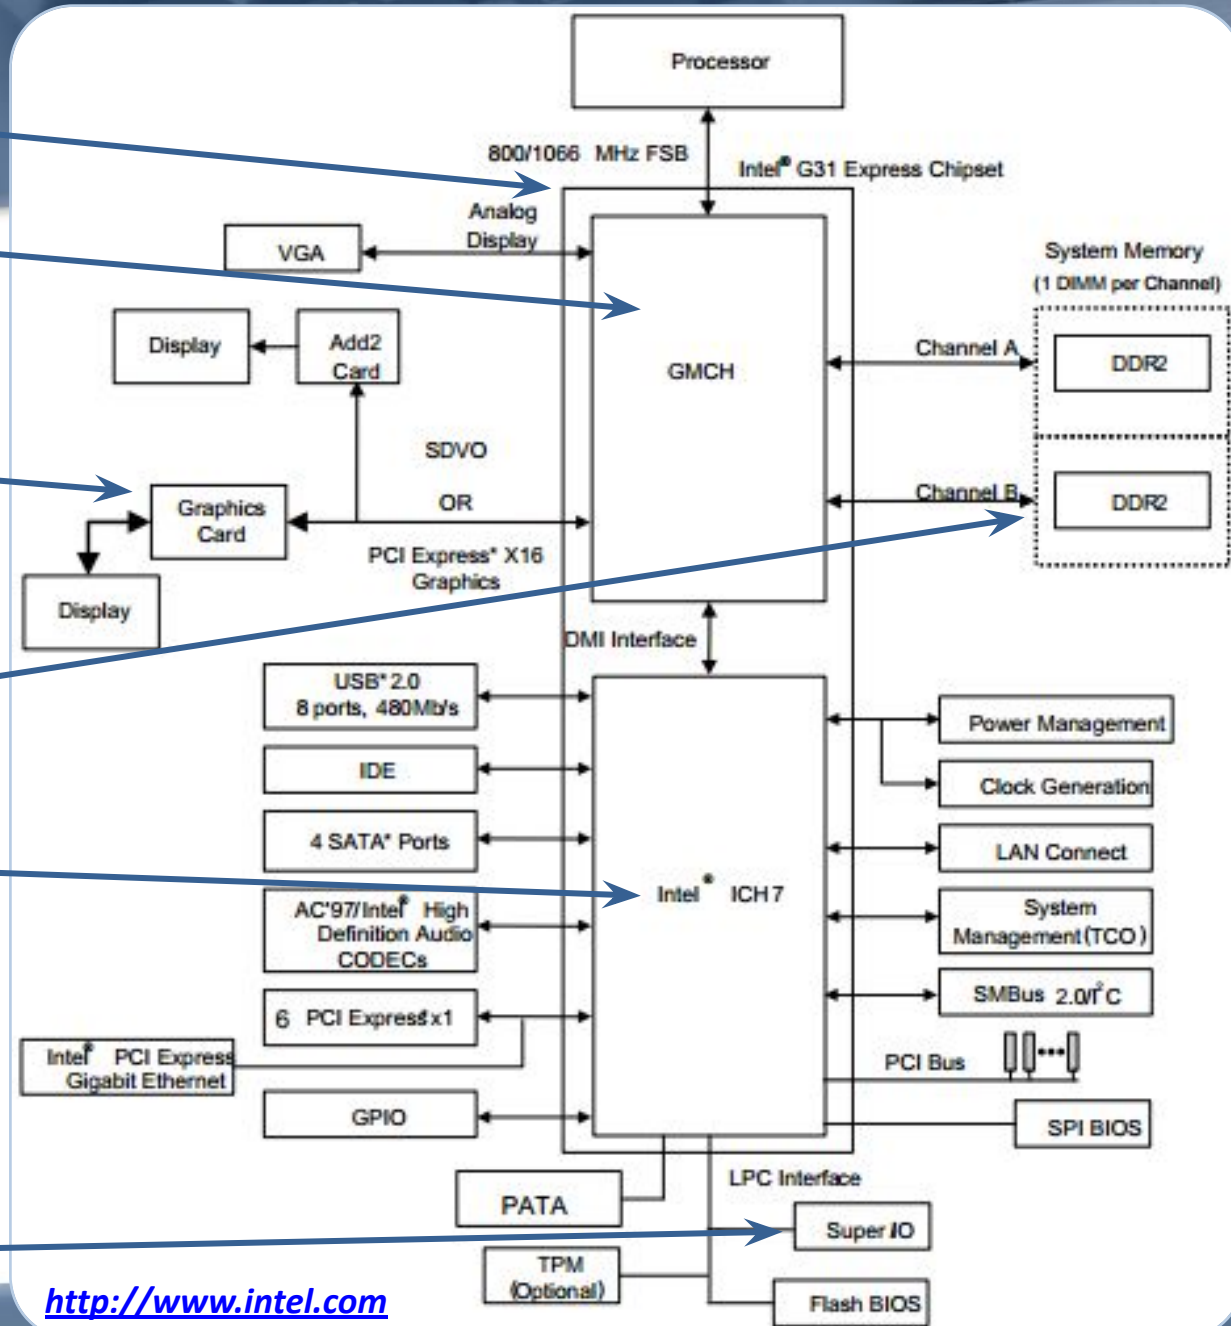 Processor
800/1066 MHz FSB
Intel® G31 Express Chipset
Analog
Display
VGA
System Memory
(1 DIMM per Channel)
Display
Add2
Card
GMCH
Channel A
DDR2
SDVO
Graphics
Card
OR
Channel B
DDR2
PCI Express* X16
Graphics
Display
DMI Interface
USB* 2.0
8 ports, 480Mb/s
Power Management
IDE
Clock Generation
4 SATA* Ports
LAN Connect
Intel® ICH7
AC'97/Intel® High
Definition Audio
CODECs
System
Management (TCO)
6 PCI Express* x1
SMBus 2.0/I²C
Intel® PCI Express
Gigabit Ethernet
PCI Bus
GPIO
SPI BIOS
LPC Interface
PATA
Super I/O
TPM
(Optional)
Flash BIOS
http://www.intel.com